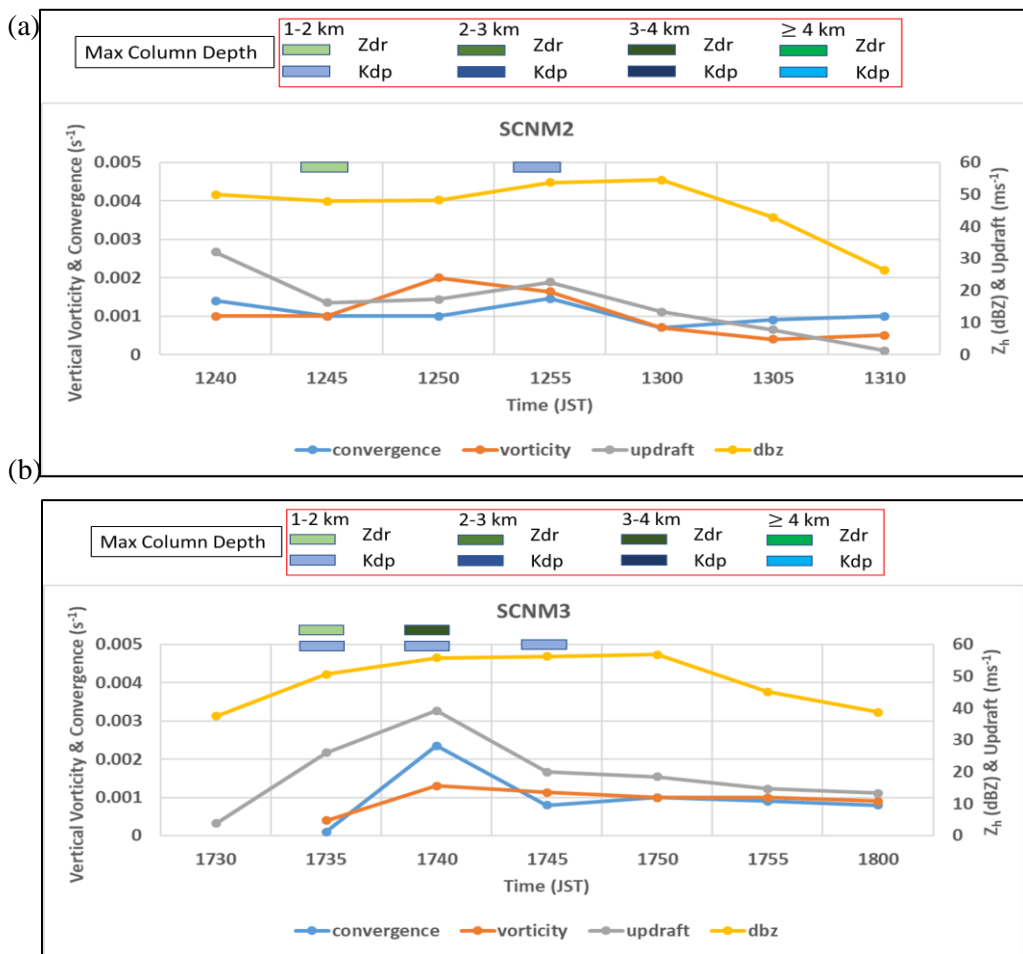 (a)
1-2 km 2-3 km 3-4 km ≥ 4 km
Max Column Depth Zdr Zdr Zdr Zdr
Kdp Kdp Kdp Kdp
SCNM2
Vertical Vorticity & Convergence (s-1)
0.005
0.004
0.003
0.002
0.001
0
60
50
40
30
20
10
0
Zh (dBZ) & Updraft (ms-1)
1240 1245 1250 1255 1300 1305 1310
Time (JST)
convergence vorticity updraft dbz
(b)
1-2 km 2-3 km 3-4 km ≥ 4 km
Max Column Depth Zdr Zdr Zdr Zdr
Kdp Kdp Kdp Kdp
SCNM3
Vertical Vorticity & Convergence (s-1)
0.005
0.004
0.003
0.002
0.001
0
60
50
40
30
20
10
0
Zh (dBZ) & Updraft (ms-1)
1730 1735 1740 1745 1750 1755 1800
Time (JST)
convergence vorticity updraft dbz